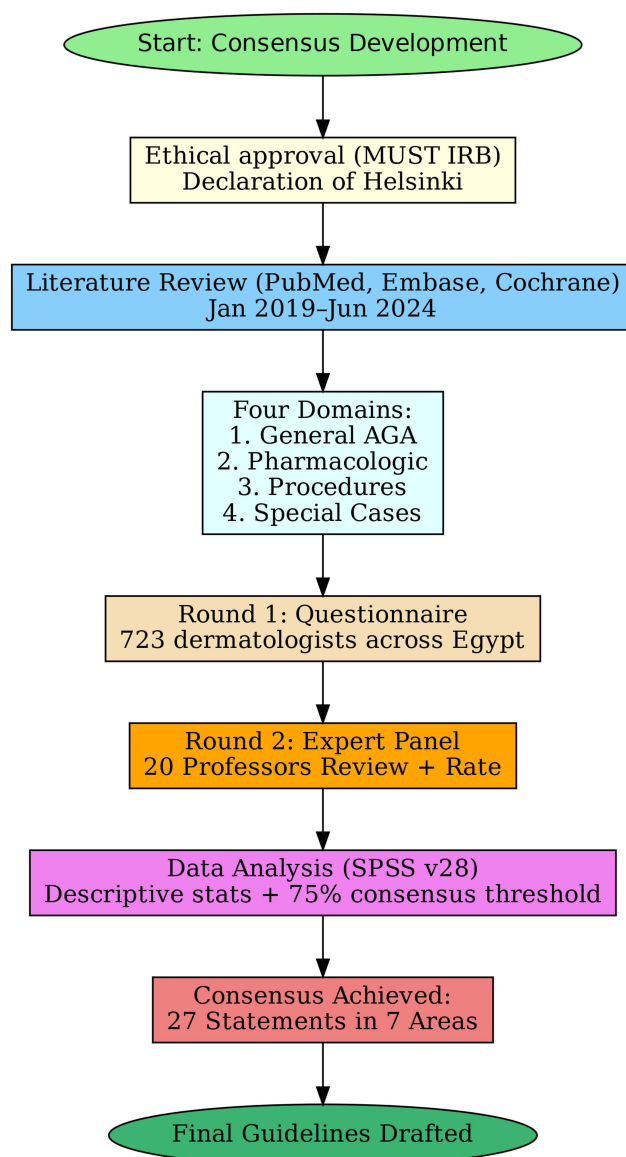 Start: Consensus Development
Ethical approval (MUST IRB)
Declaration of Helsinki
Literature Review (PubMed, Embase, Cochrane)
Jan 2019–Jun 2024
Four Domains:
1. General AGA
2. Pharmacologic
3. Procedures
4. Special Cases
Round 1: Questionnaire
723 dermatologists across Egypt
Round 2: Expert Panel
20 Professors Review + Rate
Data Analysis (SPSS v28)
Descriptive stats + 75% consensus threshold
Consensus Achieved:
27 Statements in 7 Areas
Final Guidelines Drafted